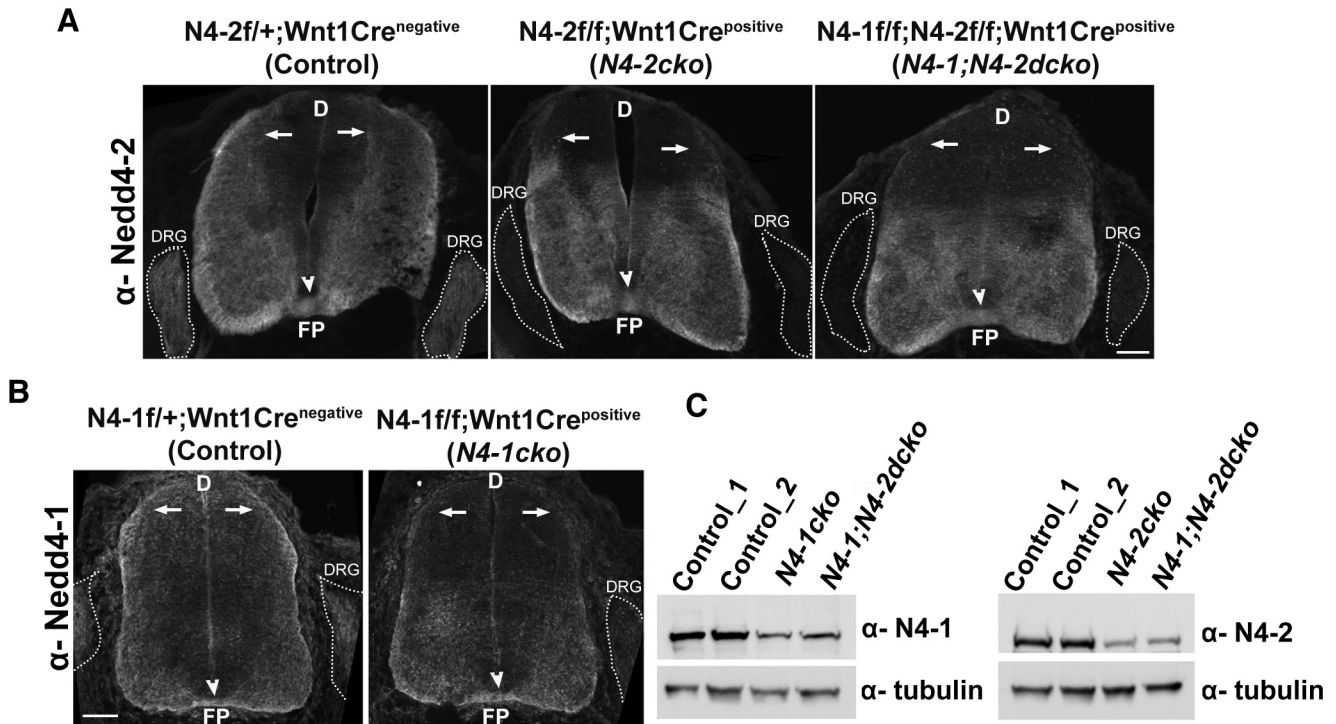 A
N4-2f/+;Wnt1Cre^negative
(Control)
N4-2f/f;Wnt1Cre^positive
(N4-2cko)
N4-1f/f;N4-2f/f;Wnt1Cre^positive
(N4-1;N4-2dcko)
α- Nedd4-2
D
DRG
DRG
FP
D
DRG
DRG
FP
D
DRG
DRG
FP
B
N4-1f/+;Wnt1Cre^negative
(Control)
N4-1f/f;Wnt1Cre^positive
(N4-1cko)
α- Nedd4-1
D
DRG
FP
D
DRG
FP
C
Control_1
Control_2
N4-1cko
N4-1;N4-2dcko
α- N4-1
α- tubulin
Control_1
Control_2
N4-2cko
N4-1;N4-2dcko
α- N4-2
α- tubulin